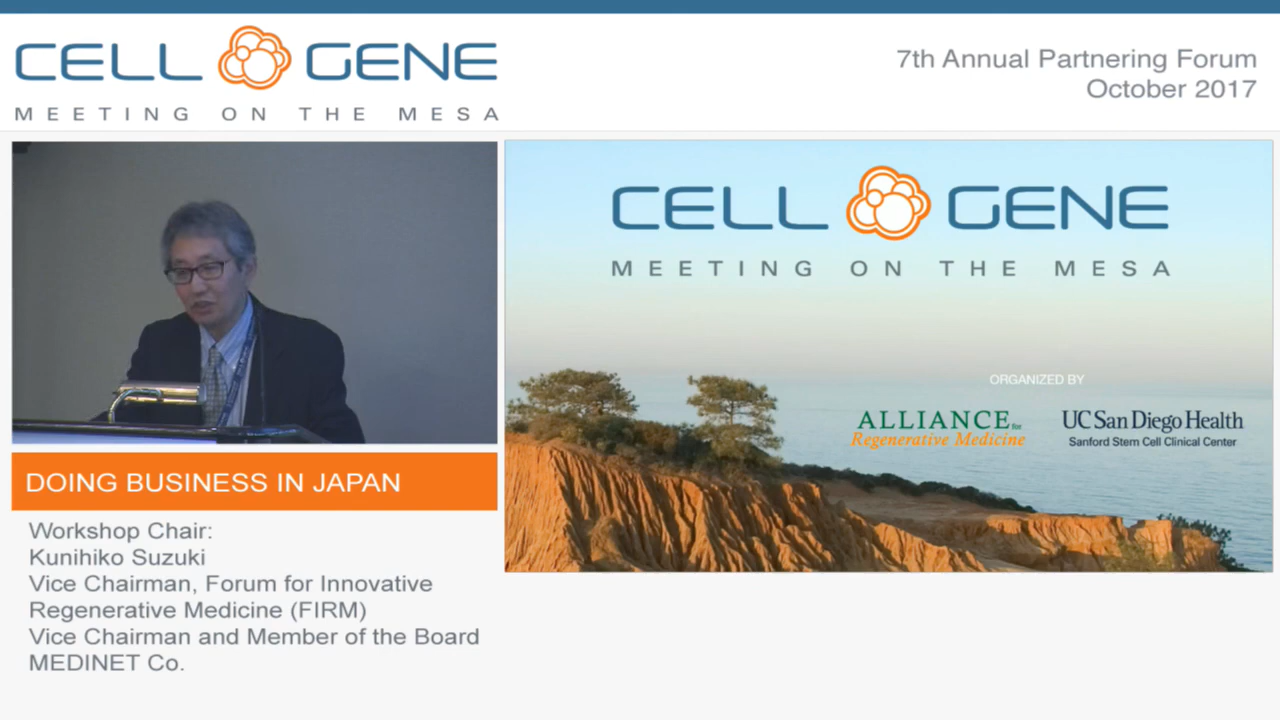 CELL GENE
MEETING ON THE MESA
7th Annual Partnering Forum
October 2017
CELL GENE
MEETING ON THE MESA
ORGANIZED BY
ALLIANCE for
Regenerative Medicine
UC San Diego Health
Sanford Stem Cell Clinical Center
DOING BUSINESS IN JAPAN
Workshop Chair:
Kunihiko Suzuki
Vice Chairman, Forum for Innovative
Regenerative Medicine (FIRM)
Vice Chairman and Member of the Board
MEDINET Co.